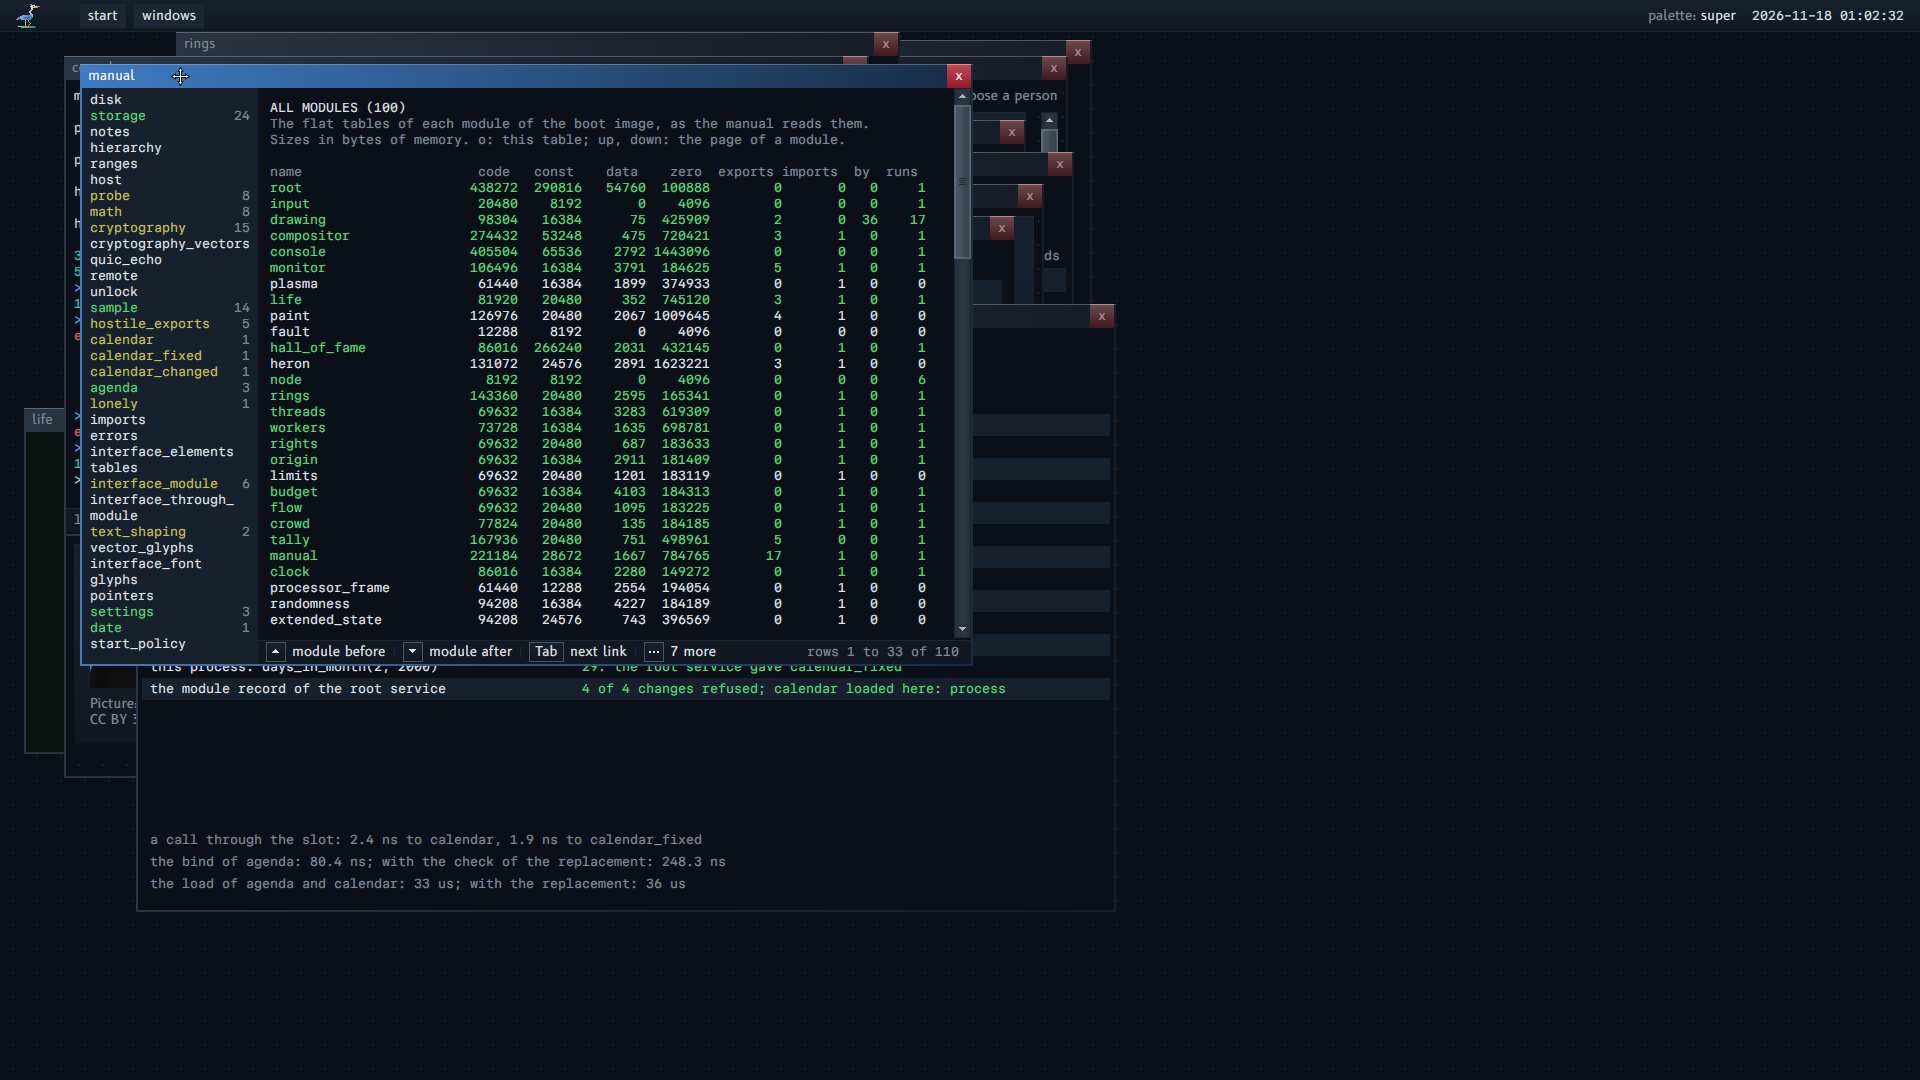 start windows palette: super 2026-11-18 01:02:32
rings x
x
x
manual x
disk
storage 24
notes
hierarchy
ranges
host
probe 8
math 8
cryptography 15
cryptography_vectors
quic_echo
remote
unlock
sample 14
hostile_exports 5
calendar 1
calendar_fixed 1
calendar_changed 1
agenda 3
lonely 1
imports
errors
interface_elements
tables
interface_module 6
interface_through_
module
text_shaping 2
vector_glyphs
interface_font
glyphs
pointers
settings 3
date 1
start_policy
ALL MODULES (100)
The flat tables of each module of the boot image, as the manual reads them.
Sizes in bytes of memory. o: this table; up, down: the page of a module.
name code const data zero exports imports by runs
root 438272 290816 54760 100888 0 0 0 1
input 20480 8192 0 4096 0 0 0 1
drawing 98304 16384 75 425909 2 0 36 17
compositor 274432 53248 475 720421 3 1 0 1
console 405504 65536 2792 1443096 0 0 0 1
monitor 106496 16384 3791 184625 5 1 0 1
plasma 61440 16384 1899 374933 0 1 0 0
life 81920 20480 352 745120 3 1 0 1
paint 126976 20480 2067 1009645 4 1 0 0
fault 12288 8192 0 4096 0 0 0 0
hall_of_fame 86016 266240 2031 432145 0 1 0 1
heron 131072 24576 2891 1623221 3 1 0 0
node 8192 8192 0 4096 0 0 0 6
rings 143360 20480 2595 165341 0 1 0 1
threads 69632 16384 3283 619309 0 1 0 1
workers 73728 16384 1635 698781 0 1 0 1
rights 69632 20480 687 183633 0 1 0 1
origin 69632 16384 2911 181409 0 1 0 1
limits 69632 20480 1201 183119 0 1 0 0
budget 69632 16384 4103 184313 0 1 0 1
flow 69632 16384 1095 183225 0 1 0 1
crowd 77824 20480 135 184185 0 1 0 1
tally 167936 20480 751 498961 5 0 0 1
manual 221184 28672 1667 784765 17 1 0 1
clock 86016 16384 2280 149272 0 1 0 1
processor_frame 61440 12288 2554 194054 0 1 0 0
randomness 94208 16384 4227 184189 0 1 0 0
extended_state 94208 24576 743 396569 0 1 0 0
module before module after Tab next link 7 more rows 1 to 33 of 110
a person
x
x
x
x
ds
x
life
this process: days_in_month(2, 2000) 29: the root service gave calendar_fixed
the module record of the root service 4 of 4 changes refused; calendar loaded here: process
Picture
CC BY
a call through the slot: 2.4 ns to calendar, 1.9 ns to calendar_fixed
the bind of agenda: 80.4 ns; with the check of the replacement: 248.3 ns
the load of agenda and calendar: 33 us; with the replacement: 36 us